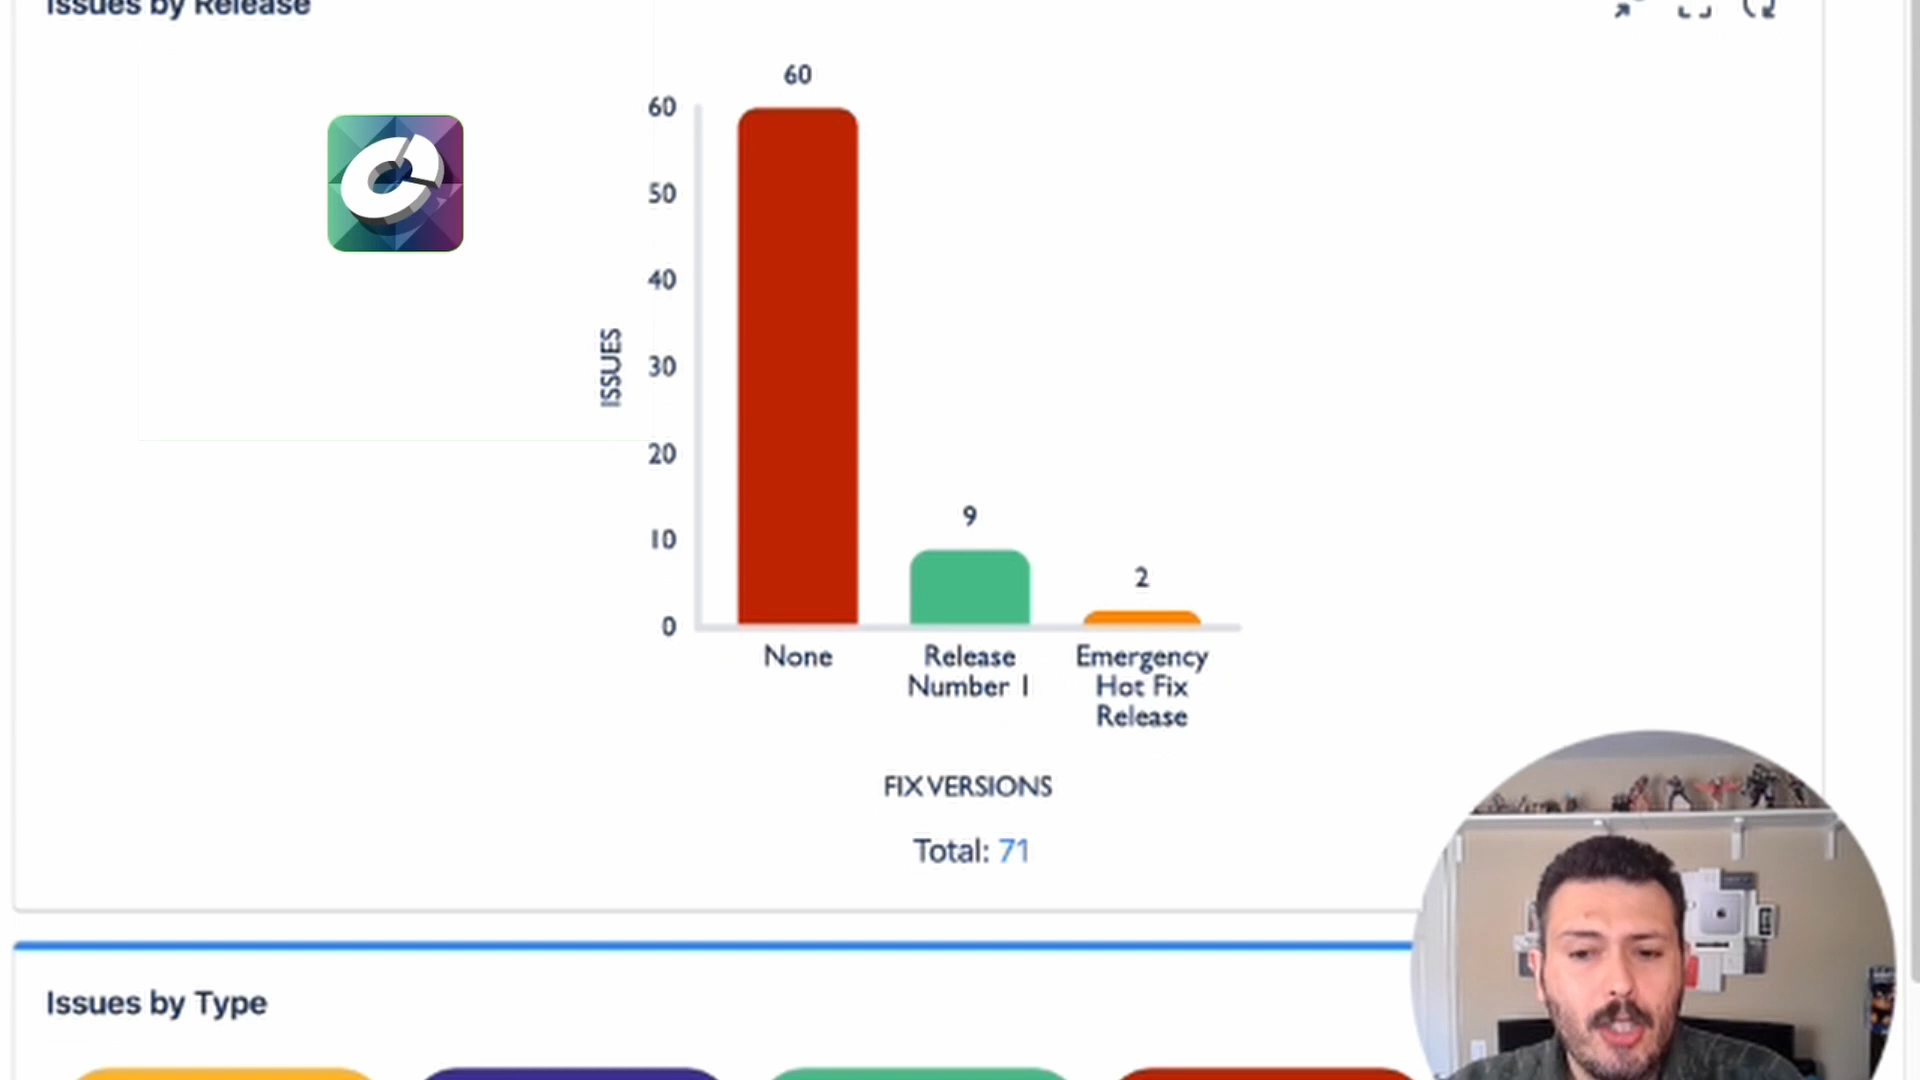 Issues by Release
60
60
50
40
30
20
10
0
ISSUES
9
2
None
Release
Number 1
Emergency
Hot Fix
Release
FIX VERSIONS
Total: 71
Issues by Type